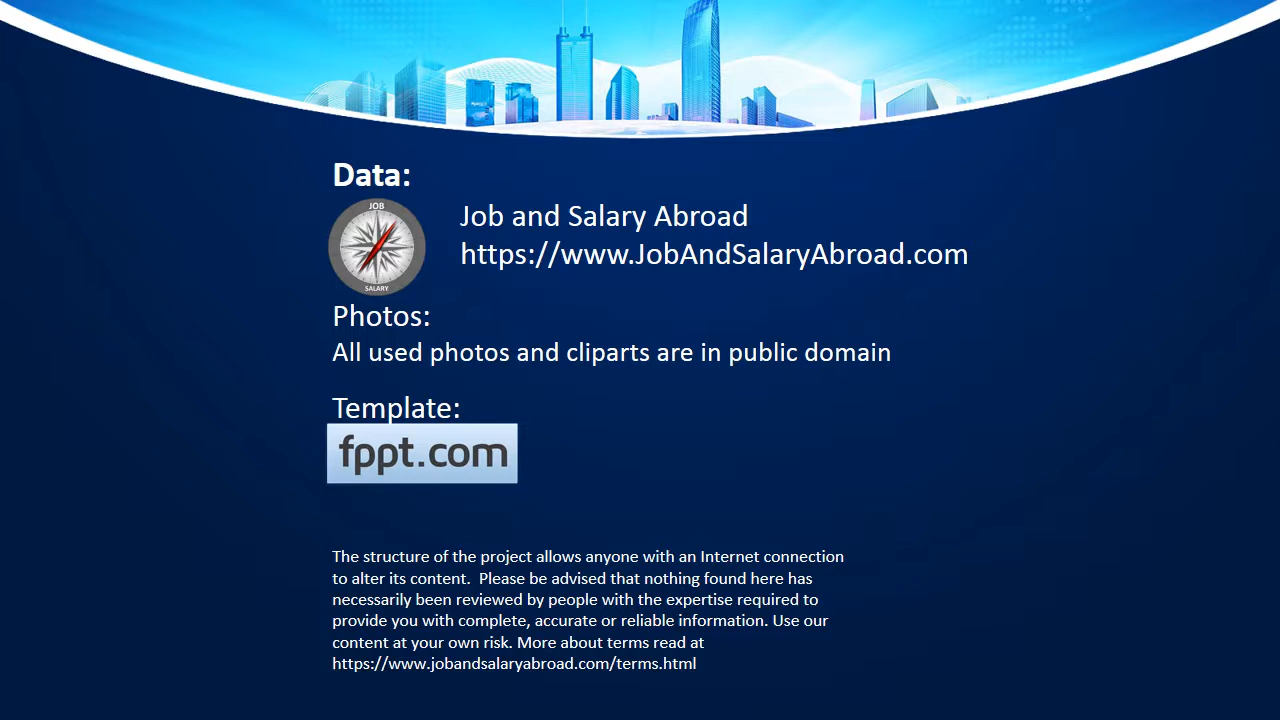 Data:
JOB
SALARY
Job and Salary Abroad
https://www.JobAndSalaryAbroad.com
Photos:
All used photos and cliparts are in public domain
Template:
fppt.com
The structure of the project allows anyone with an Internet connection
to alter its content.  Please be advised that nothing found here has
necessarily been reviewed by people with the expertise required to
provide you with complete, accurate or reliable information. Use our
content at your own risk. More about terms read at
https://www.jobandsalaryabroad.com/terms.html